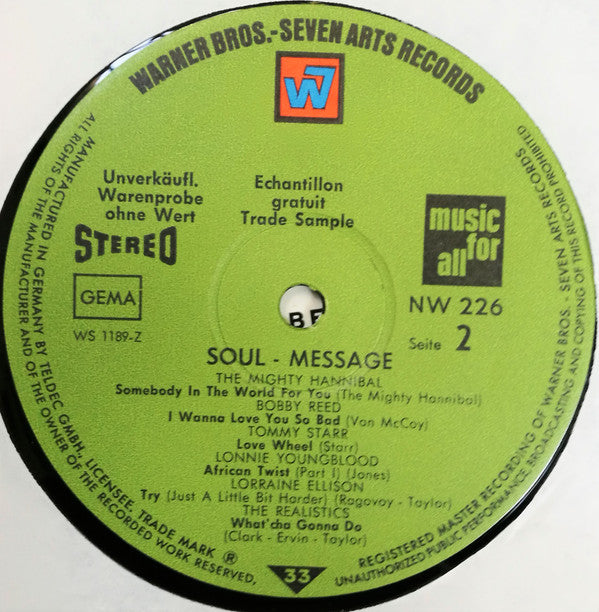 WARNER BROS.-SEVEN ARTS RECORDS
W7
Unverkäufl.
Warenprobe
ohne Wert
Echantillon
gratuit
Trade Sample
STEREO
music
for
all
GEMA
NW 226
WS 1189-Z
Seite 2
BE
SOUL - MESSAGE
THE MIGHTY HANNIBAL
Somebody In The World For You (The Mighty Hannibal)
BOBBY REED
I Wanna Love You So Bad (Van McCoy)
TOMMY STARR
Love Wheel (Starr)
LONNIE YOUNGBLOOD
African Twist (Part I) (Jones)
LORRAINE ELLISON
Try (Just A Little Bit Harder) (Ragovoy - Taylor)
THE REALISTICS
What'cha Gonna Do
(Clark - Ervin - Taylor)
33
MANUFACTURED IN GERMANY BY TELDEC GMBH. LICENSEE. TRADE MARK ®
ALL RIGHTS OF THE MANUFACTURER AND OF THE OWNER OF THE RECORDED WORK RESERVED,
REGISTERED MASTER RECORDING OF WARNER BROS. - SEVEN ARTS RECORDS
UNAUTHORIZED PUBLIC PERFORMANCE, BROADCASTING AND COPYING OF THIS RECORD PROHIBITED